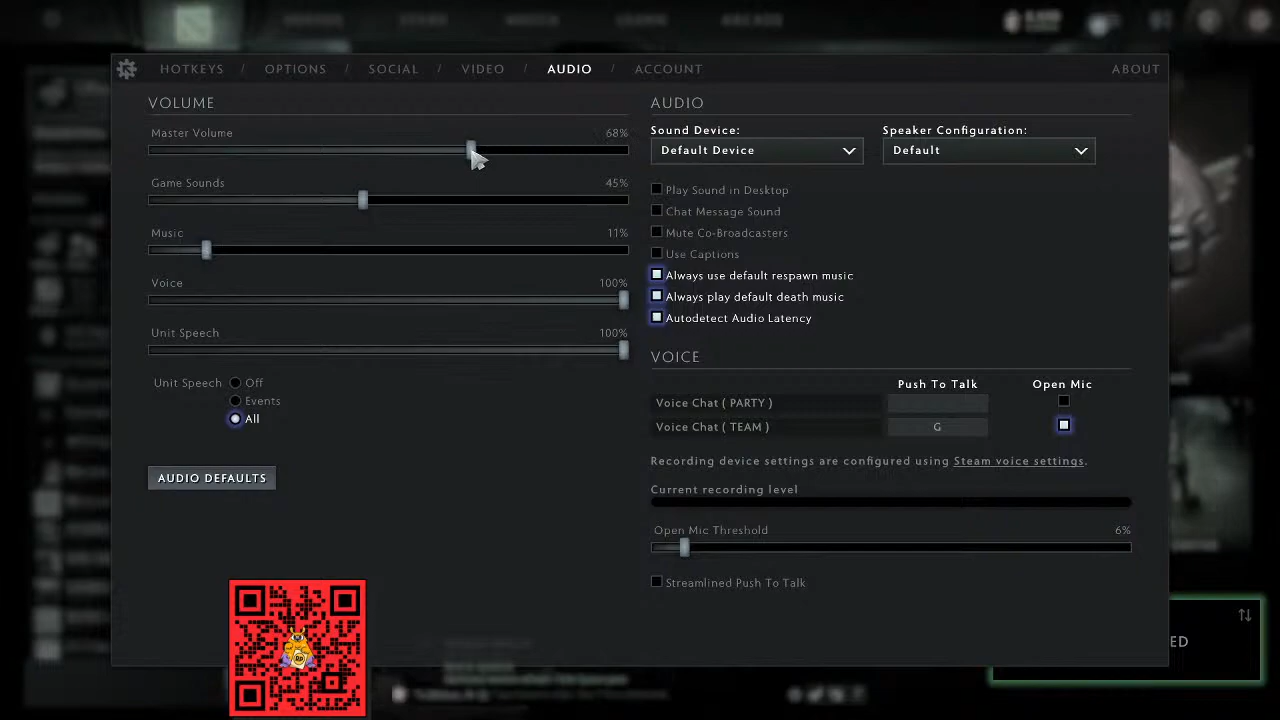 HOTKEYS / OPTIONS / SOCIAL / VIDEO / AUDIO / ACCOUNT ABOUT
VOLUME
Master Volume 68%
Game Sounds 45%
Music 11%
Voice 100%
Unit Speech 100%
Unit Speech Off
Events
All
AUDIO DEFAULTS
AUDIO
Sound Device: Speaker Configuration:
Default Device Default
Play Sound in Desktop
Chat Message Sound
Mute Co-Broadcasters
Use Captions
Always use default respawn music
Always play default death music
Autodetect Audio Latency
VOICE
Push To Talk Open Mic
Voice Chat ( PARTY )
Voice Chat ( TEAM ) G
Recording device settings are configured using Steam voice settings.
Current recording level
Open Mic Threshold 6%
Streamlined Push To Talk
ED